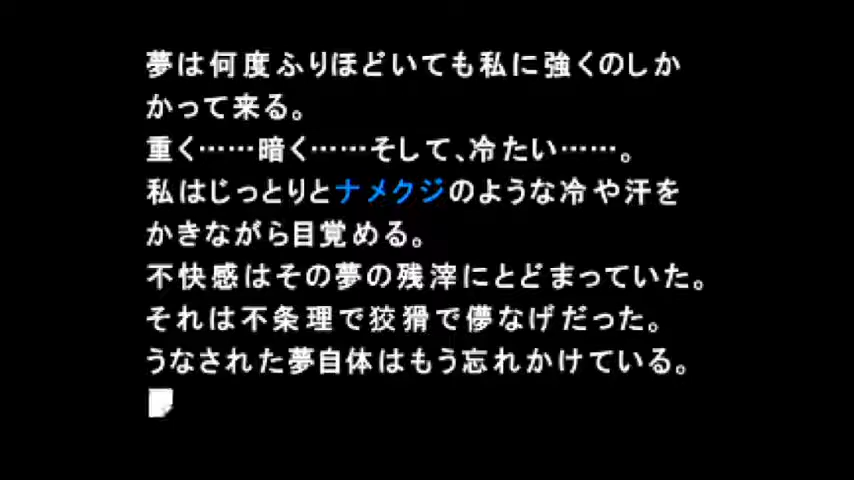 夢は何度ふりほどいても私に強くのしか
かって来る。
重く……暗く……そして、冷たい……。
私はじっとりとナメクジのような冷や汗を
かきながら目覚める。
不快感はその夢の残滓にとどまっていた。
それは不条理で狡猾で儚なげだった。
うなされた夢自体はもう忘れかけている。